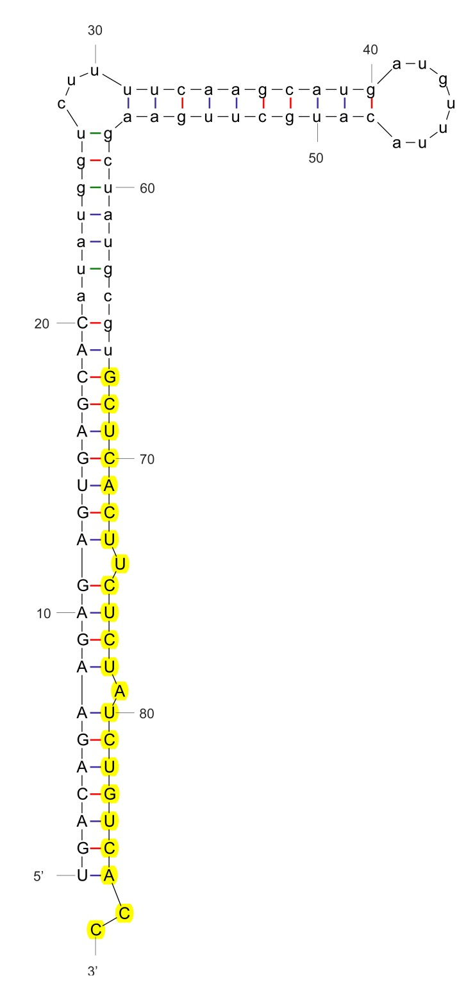 30
40
a u
u
u g
u u c a a g c a u g
c u
a a g u u c g u a c
u
u g a u
50
g c
g u 60
u a
a u
u g
a c
20 C g
A u
C G
G C
A U
G C 70
U A
G C
A U
U
G C
10 A U
G C
A U
A
A U 80
G C
A U
C G
A U
G C
5’ U A
C
C
3’